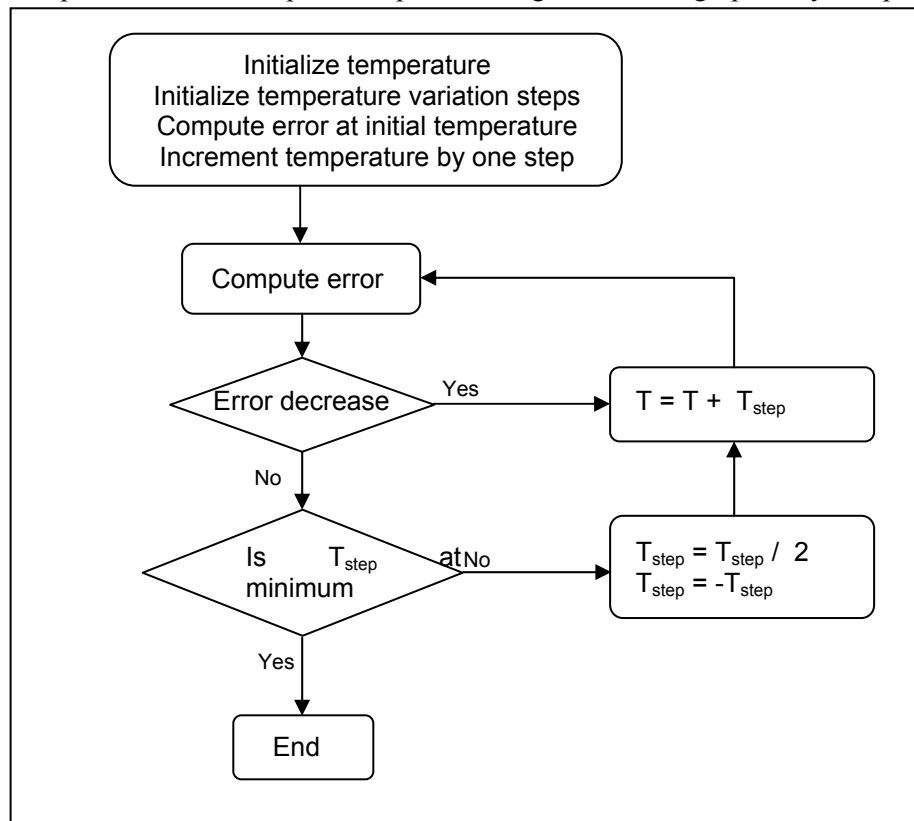 Initialize temperature
Initialize temperature variation steps
Compute error at initial temperature
Increment temperature by one step
Compute error
Error decrease
Yes
T = T + Tstep
No
Is Tstep at
minimum
No
Tstep = Tstep / 2
Tstep = -Tstep
Yes
End